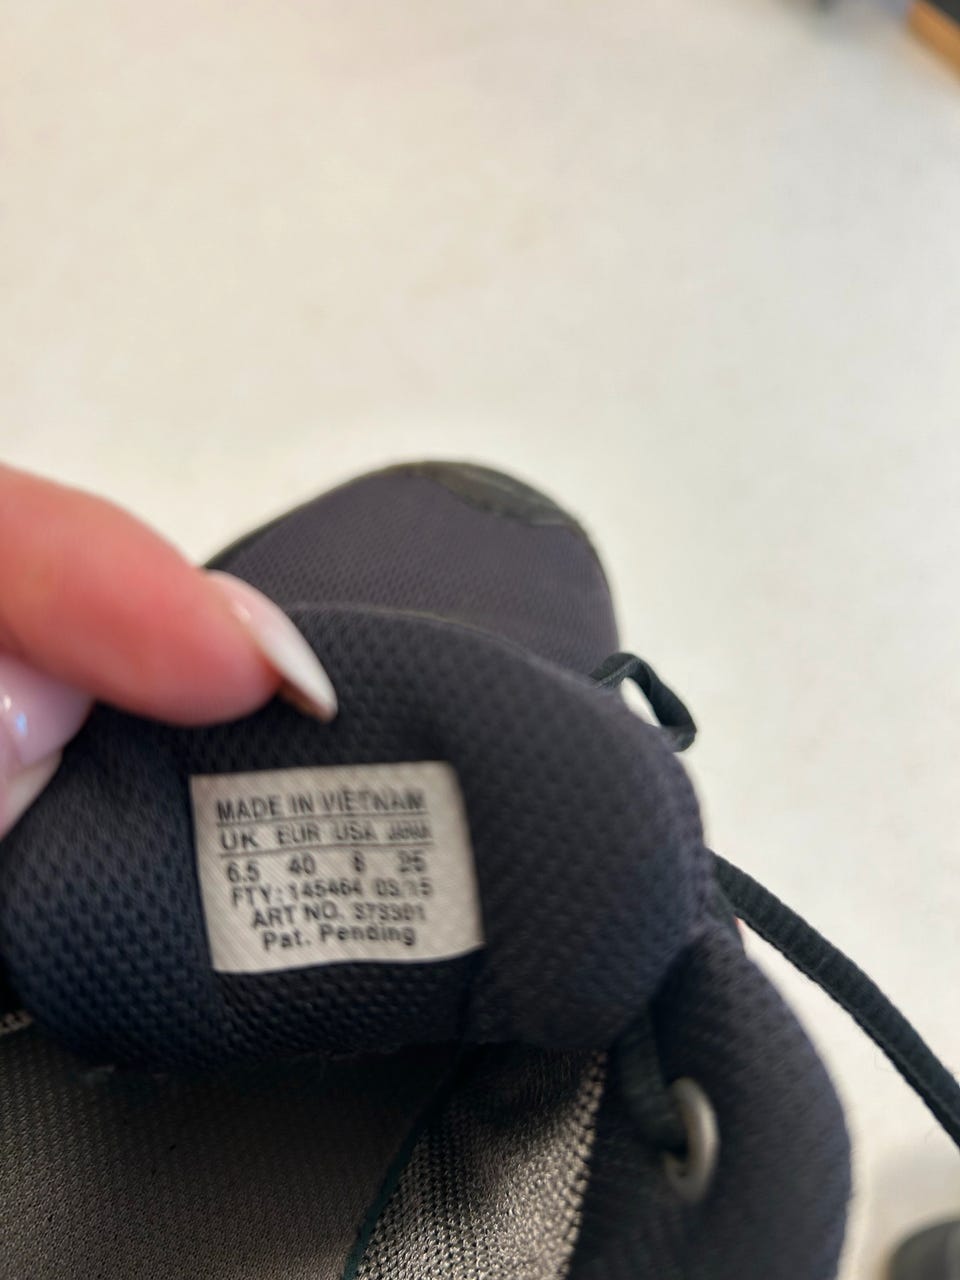 MADE IN VIETNAM
UK EUR USA JAPAN
6.5 40 8 25
FTY: 145464 03/15
ART NO. 373301
Pat. Pending